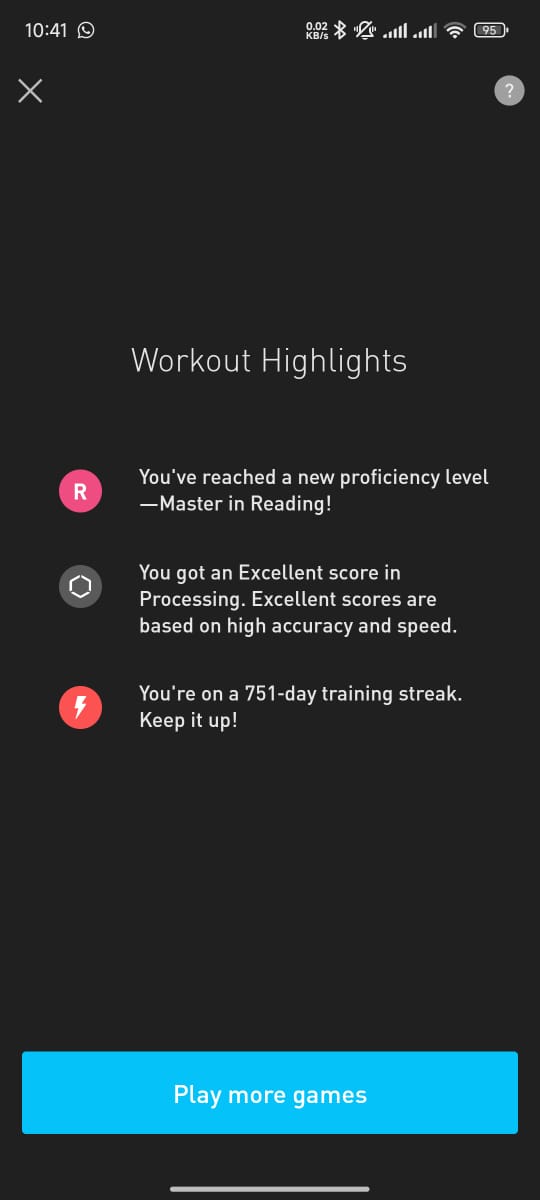 10:41
0.02
KB/s
95
?
Workout Highlights
R
You've reached a new proficiency level
—Master in Reading!
You got an Excellent score in
Processing. Excellent scores are
based on high accuracy and speed.
You're on a 751-day training streak.
Keep it up!
Play more games